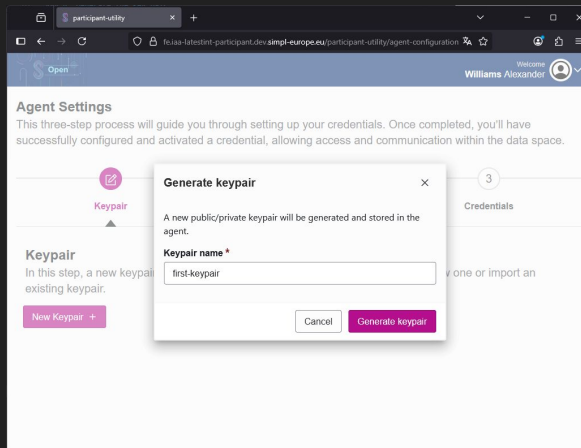 participant-utility
fe.iaa-latestint-participant.dev.simpl-europe.eu/participant-utility/agent-configuration
Open
Welcome
Williams Alexander
Agent Settings
This three-step process will guide you through setting up your credentials. Once completed, you'll have
successfully configured and activated a credential, allowing access and communication within the data space.
Keypair
3
Credentials
Generate keypair
A new public/private keypair will be generated and stored in the
agent.
Keypair name *
first-keypair
Cancel
Generate keypair
Keypair
In this step, a new keypair
one or import an
existing keypair.
New Keypair +